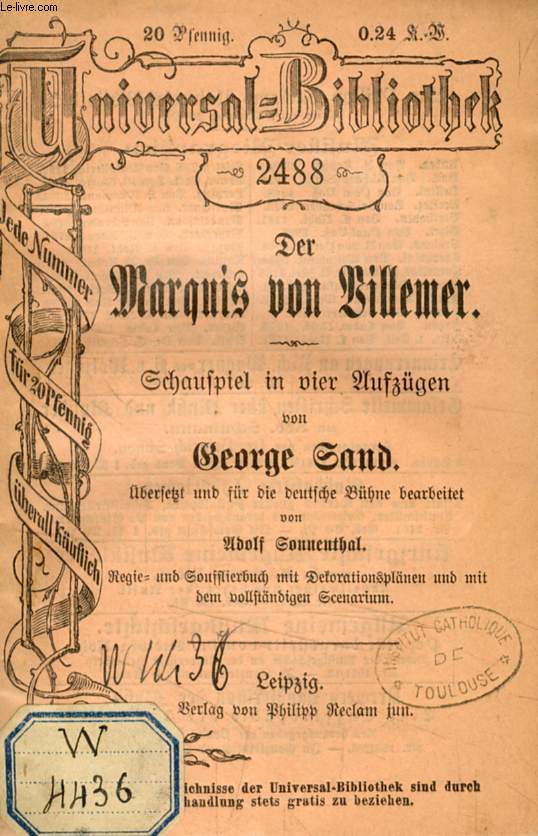 Le-livre.com
20 Pfennig. 0.24 K.-W.
Universal=Bibliothek
2488
Jede Nummer
für 20 Pfennig
überall käuflich
Der
Marquis von Villemer.
Schauspiel in vier Aufzügen
von
George Sand.
Übersetzt und für die deutsche Bühne bearbeitet
von
Adolf Sonnenthal.
Regie= und Soufflierbuch mit Dekorationsplänen und mit
dem vollständigen Scenarium.
INSTITUT CATHOLIQUE
DE
TOULOUSE
Leipzig.
Verlag von Philipp Reclam jun.
W
4436
ichnisse der Universal-Bibliothek sind durch
handlung stets gratis zu beziehen.